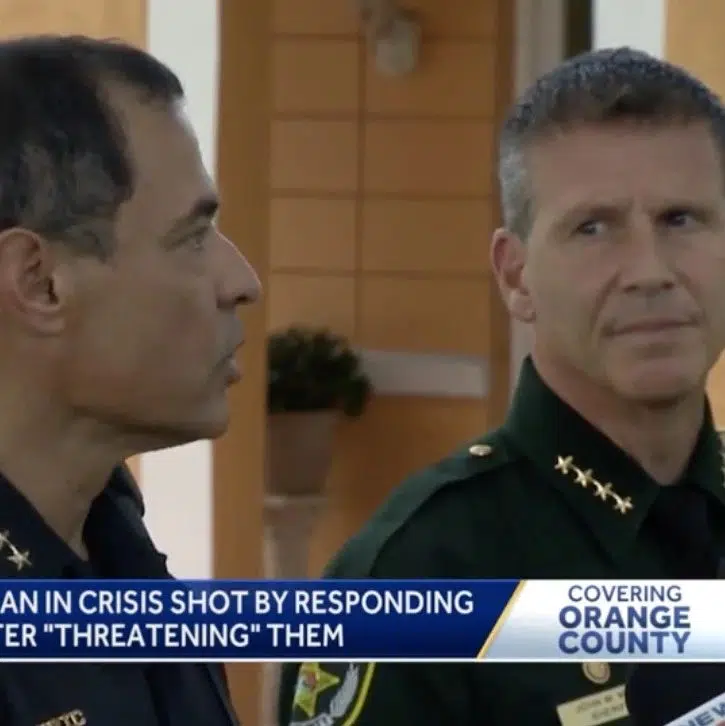 AN IN CRISIS SHOT BY RESPONDING
TER "THREATENING" THEM
COVERING
ORANGE
COUNTY